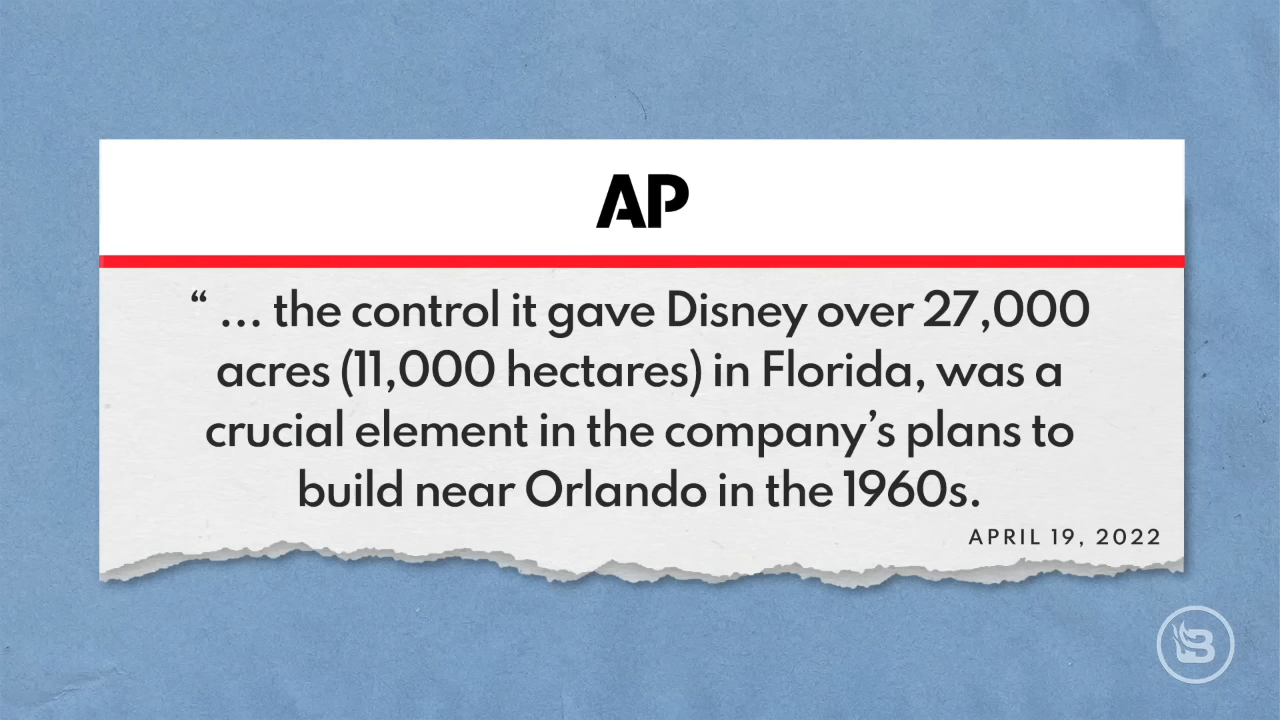 AP
“ ... the control it gave Disney over 27,000
acres (11,000 hectares) in Florida, was a
crucial element in the company’s plans to
build near Orlando in the 1960s.
APRIL 19, 2022
B